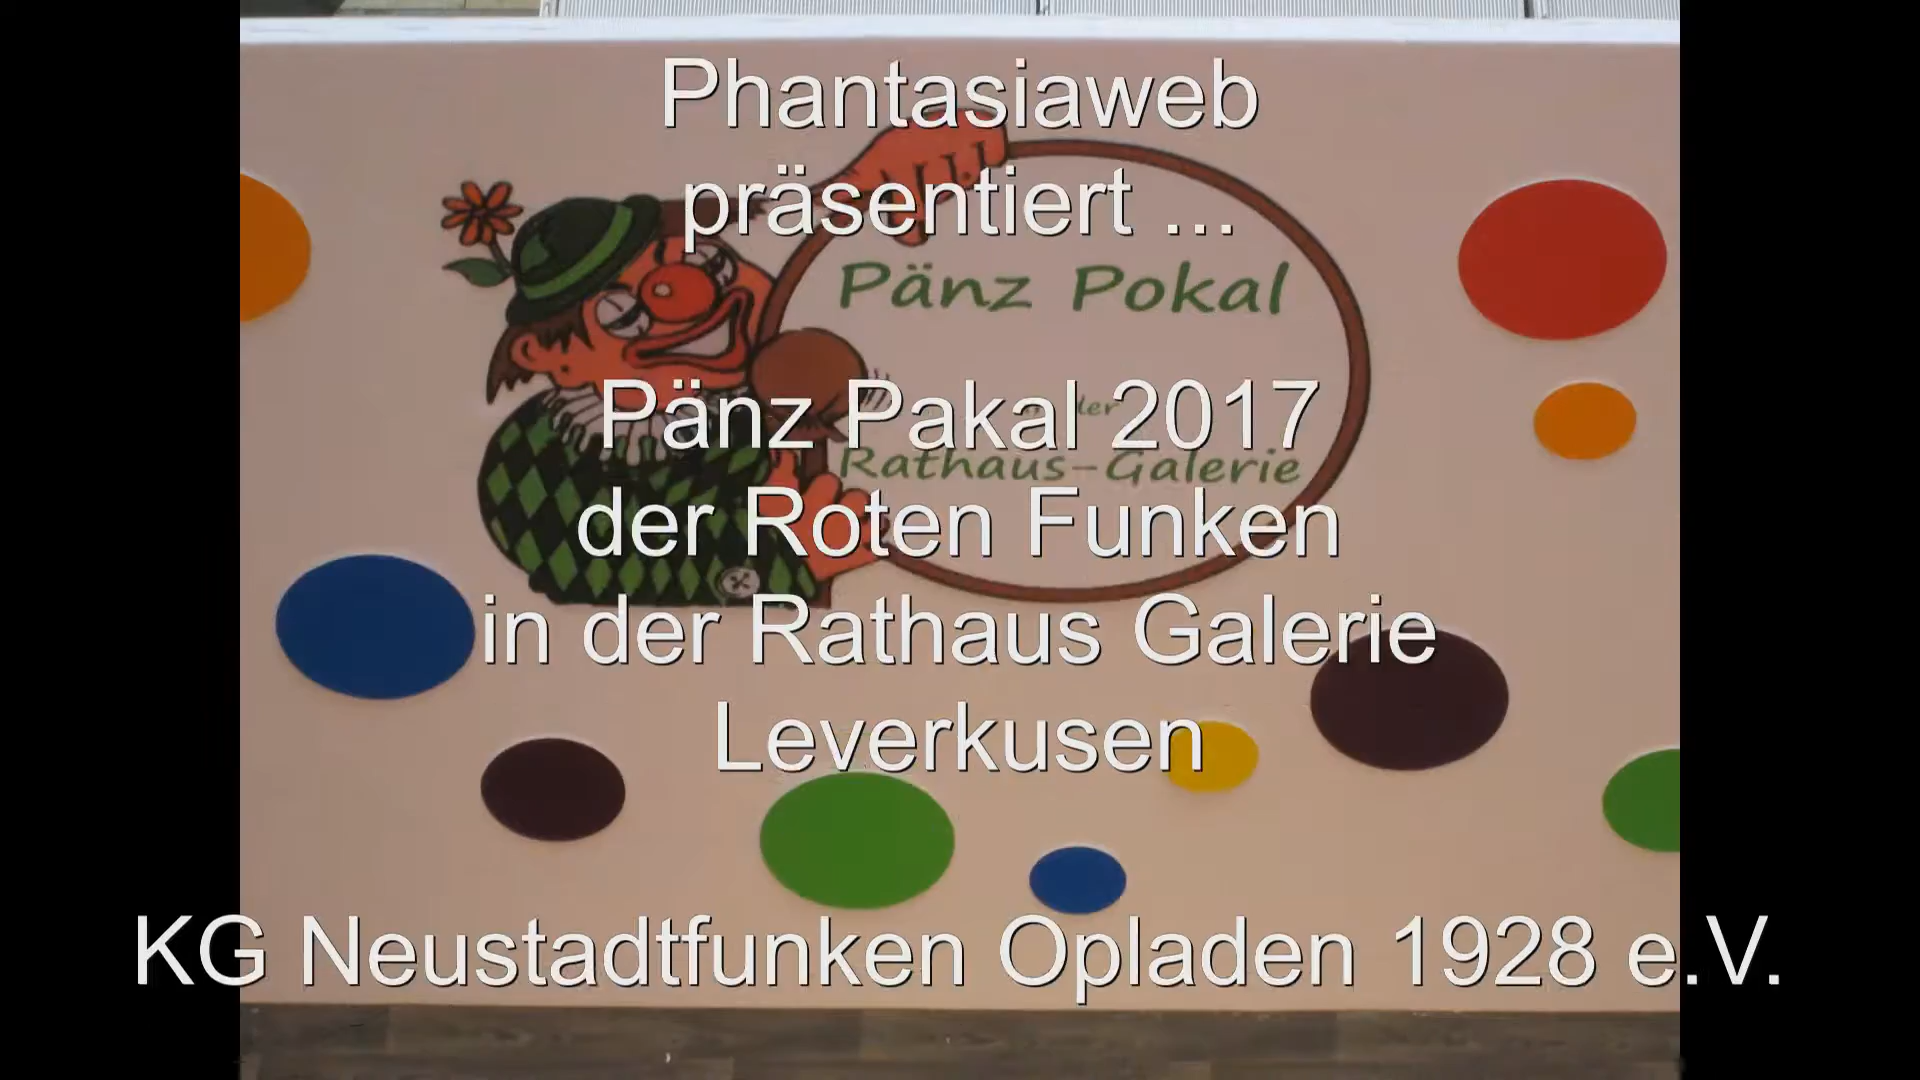 Phantasiaweb
präsentiert ...
Pänz Pokal
Pänz Pakal 2017
Rathaus-Galerie
der Roten Funken
in der Rathaus Galerie
Leverkusen
KG Neustadtfunken Opladen 1928 e.V.